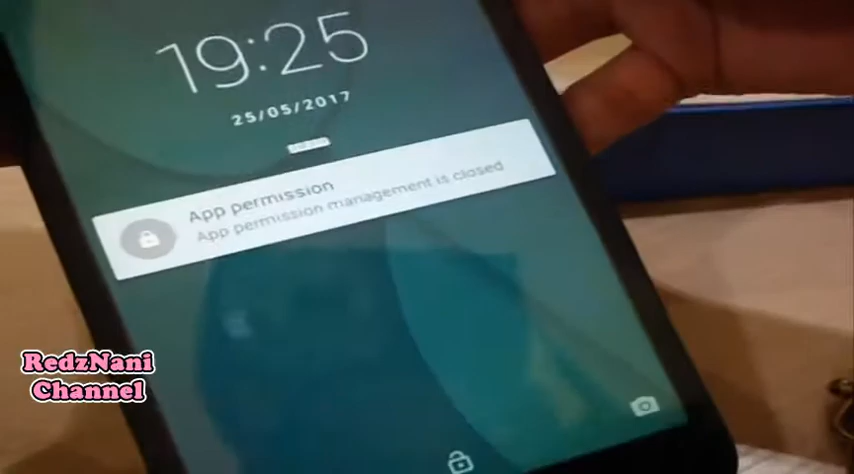 19:25
25/05/2017
App permission
App permission management is closed
RedzNani
Channel